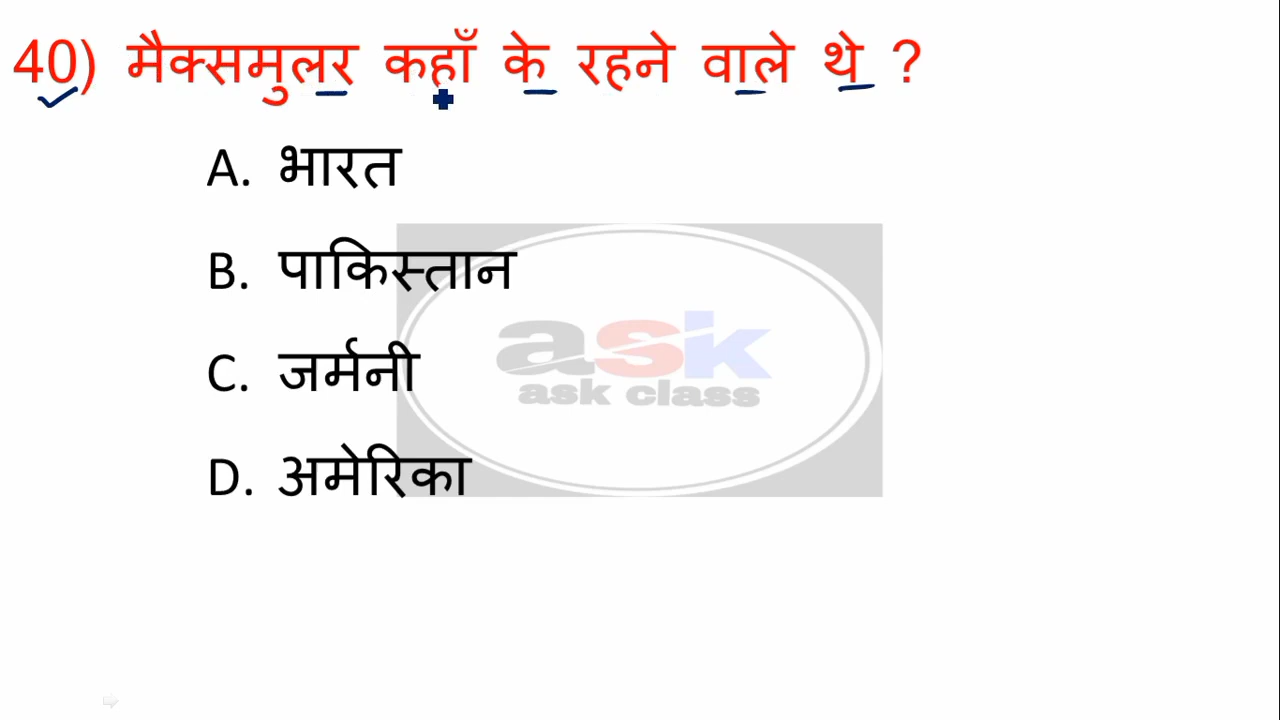 40) मैक्समुलर कहाँ के रहने वाले थे ?
A. भारत
B. पाकिस्तान
C. जर्मनी
D. अमेरिका
ask
ask class